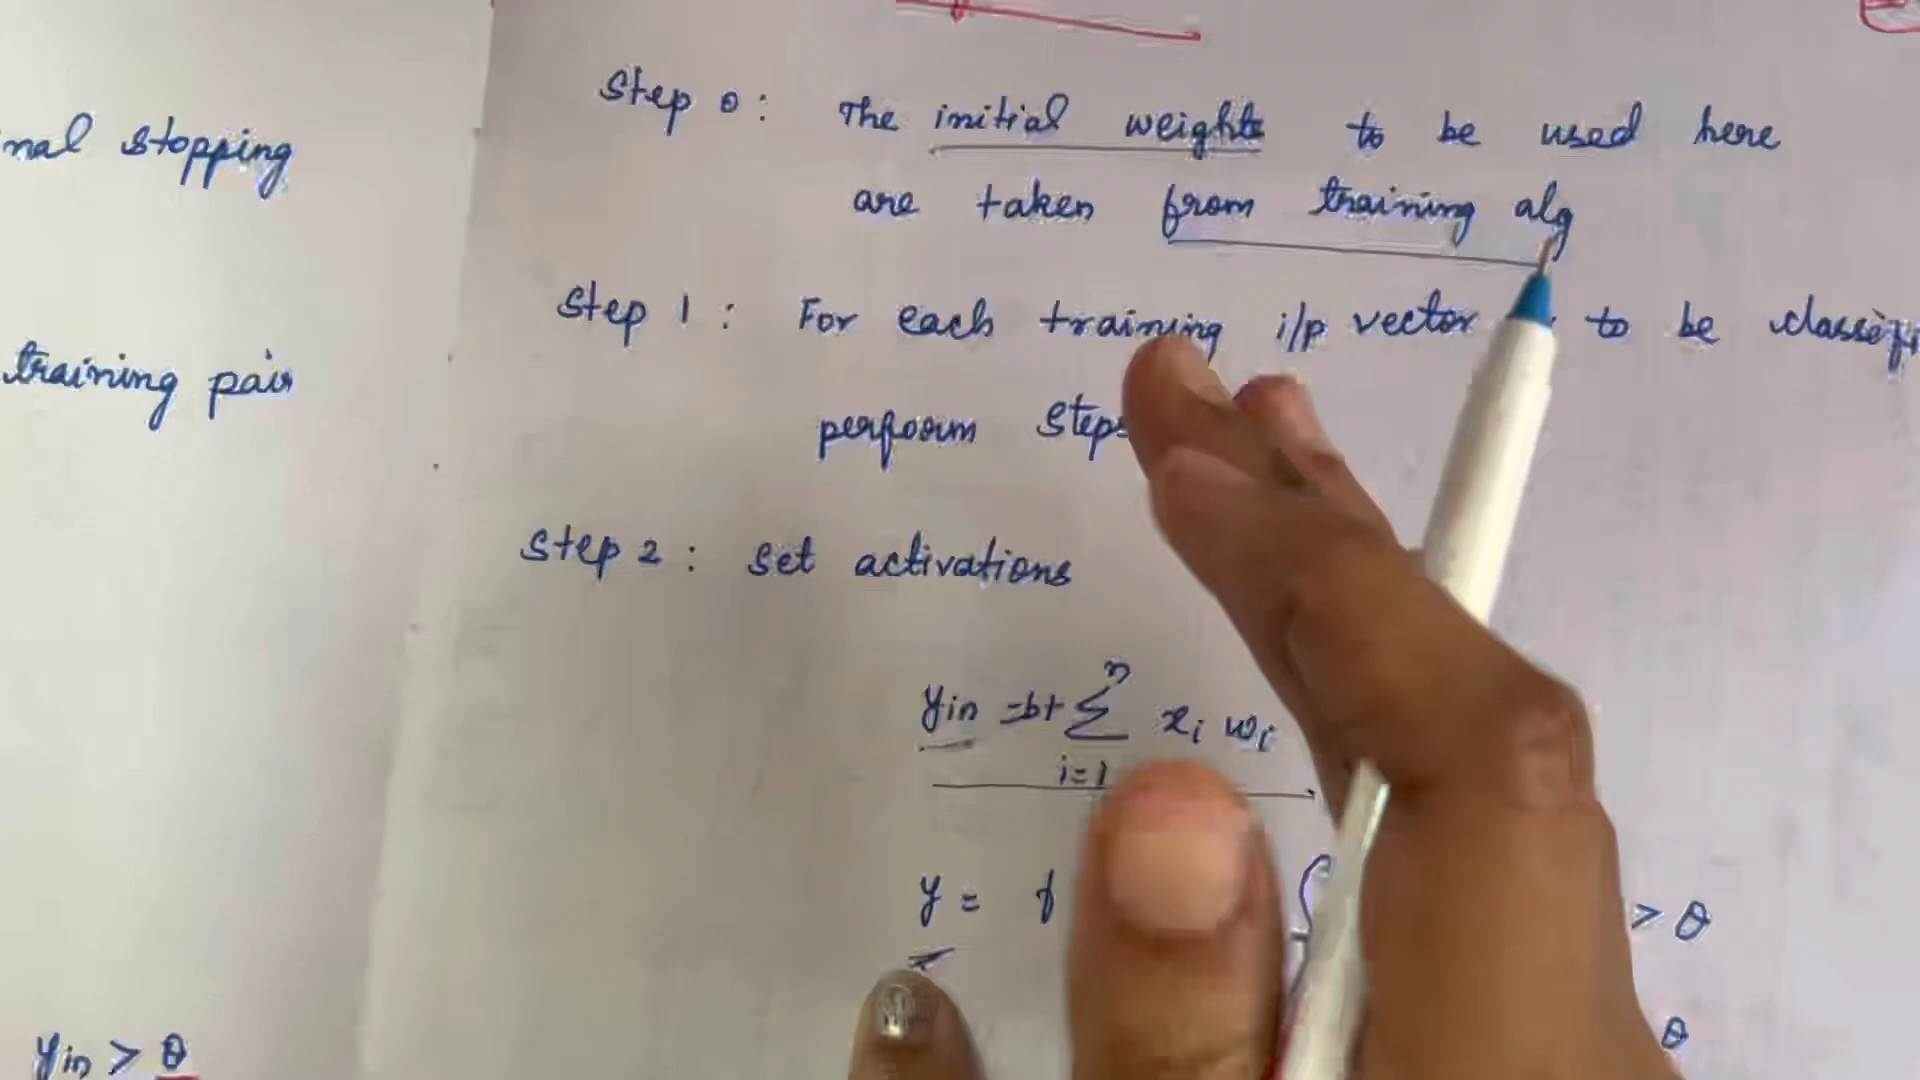 nal stopping
training pair
Yin > θ
Step 0 : The initial weights to be used here
are taken from training alg
Step 1 : For each training i/p vector to be classifi
perform Steps
Step 2 : Set activations
yin = b+ n∑i=1 xi wi
y = f
> θ
θ